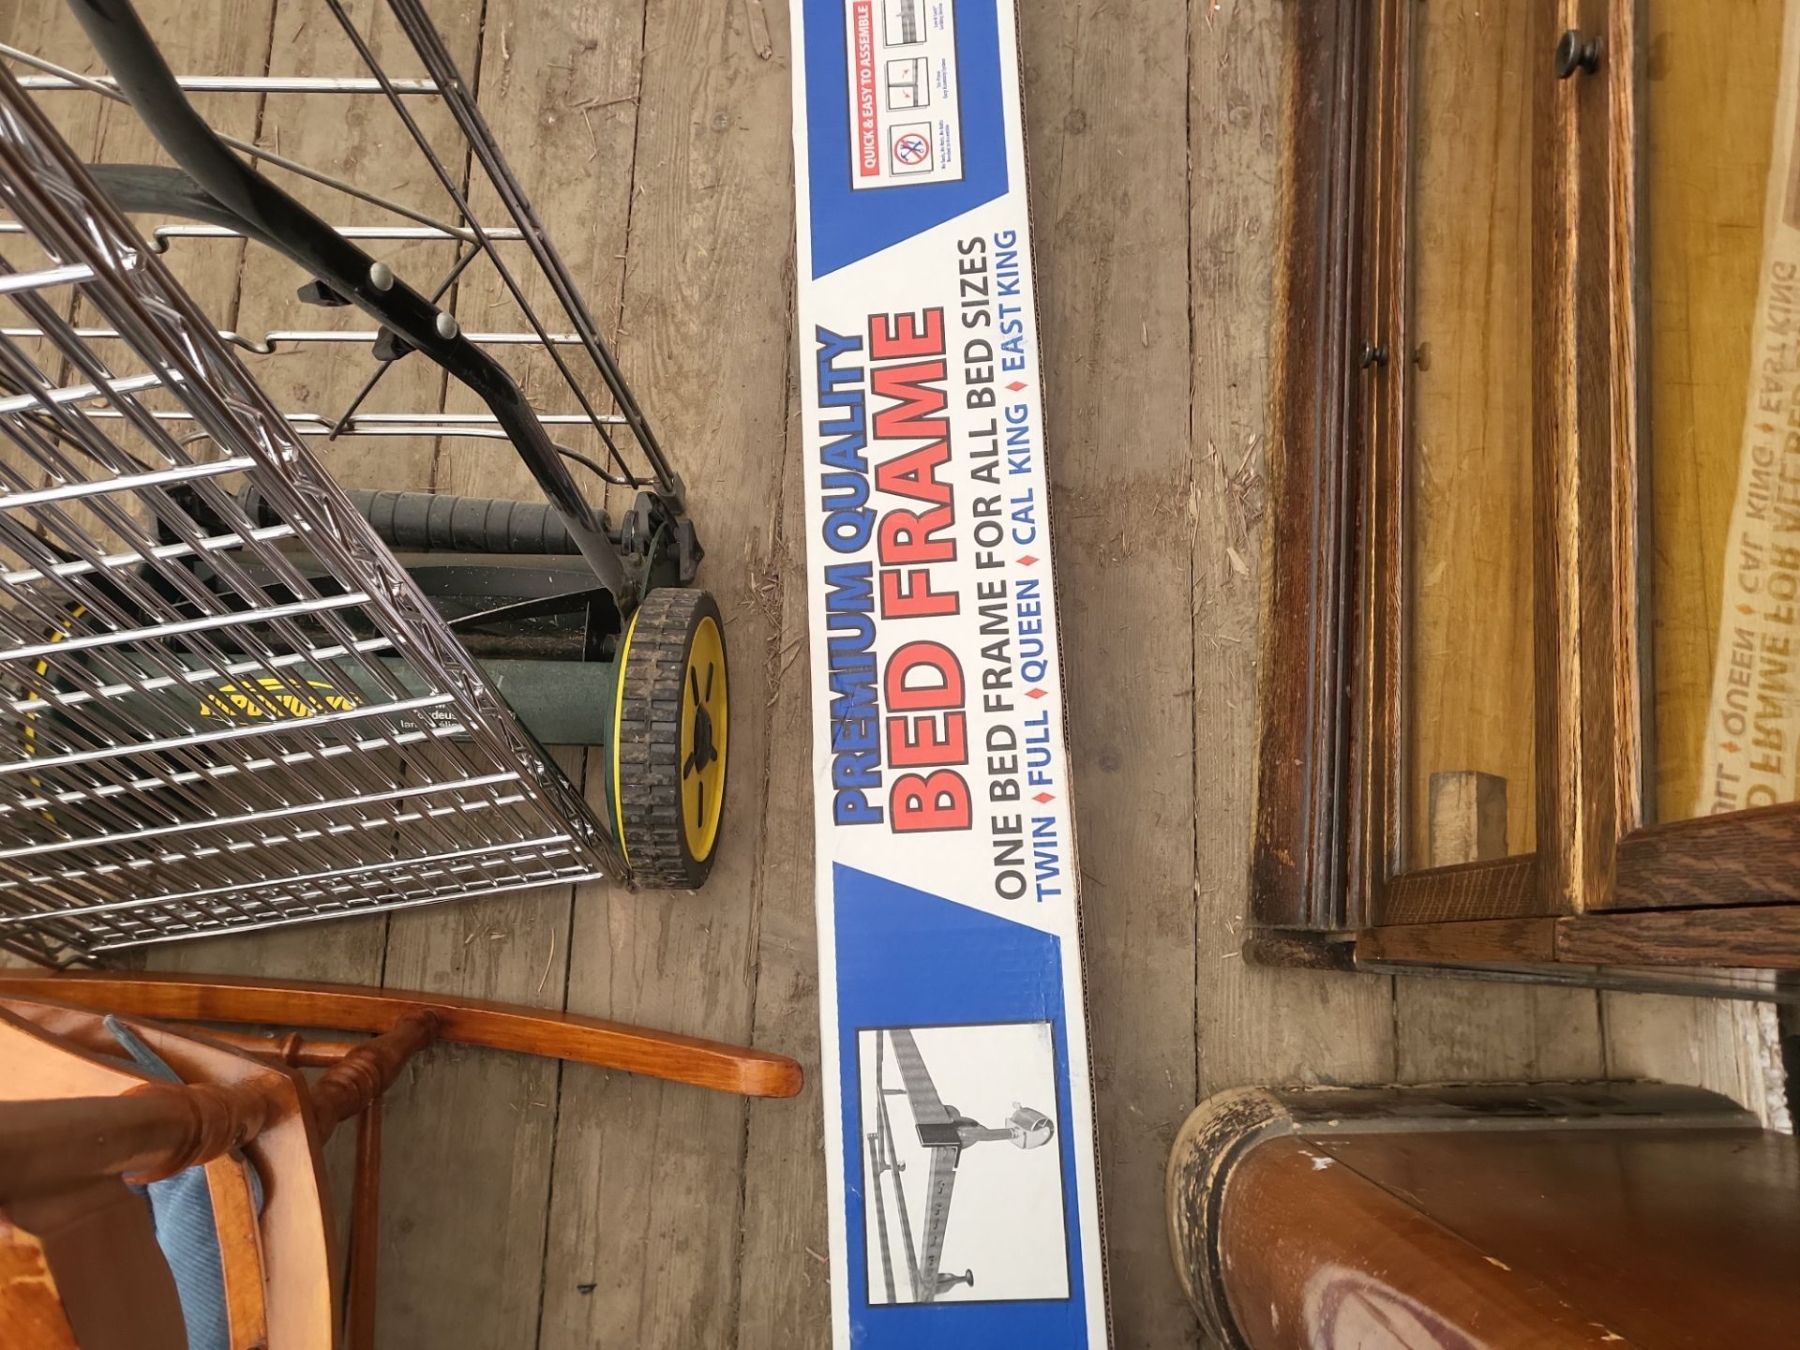 QUICK & EASY TO ASSEMBLE
PREMIUM QUALITY
BED FRAME
ONE BED FRAME FOR ALL BED SIZES
TWIN ♦ FULL ♦ QUEEN ♦ CAL KING ♦ EAST KING